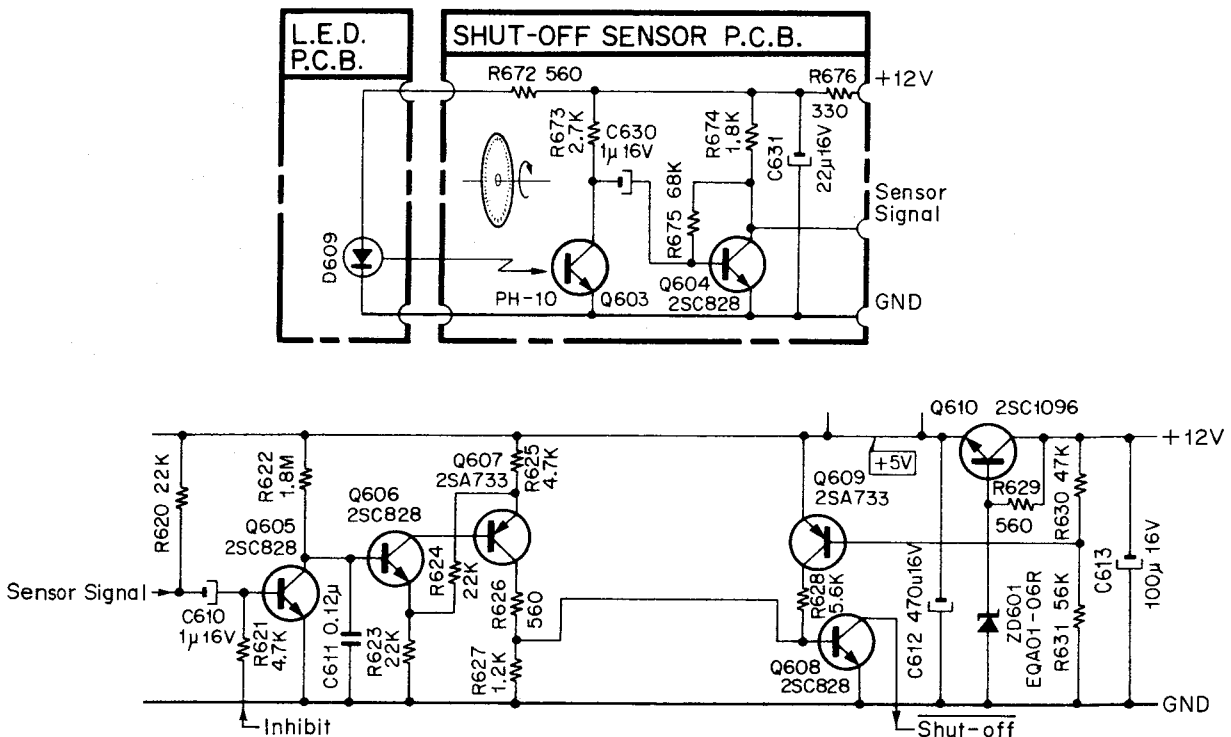 L.E.D.
P.C.B.
SHUT-OFF SENSOR P.C.B.
R672 560
R676
330
+12V
R673
2.7K
C630
1μ 16V
R674
1.8K
C631
22μ16V
R675 68K
Sensor
Signal
D609
PH-10
Q603
Q604
2SC828
GND
Q610 2SC1096
+12V
+5V
R620 22K
R622
1.8M
Q605
2SC828
Q606
2SC828
Q607
2SA733
R625
4.7K
Q609
2SA733
R629
560
R630 47K
Sensor Signal
C610
1μ 16V
R621
4.7K
C611 0.12μ
R623
22K
R624
22K
R626
560
R627
1.2K
R628
5.6K
Q608
2SC828
C612 470u16V
ZD601
EQA01-06R
R631 56K
C613
100μ 16V
GND
Inhibit
Shut-off